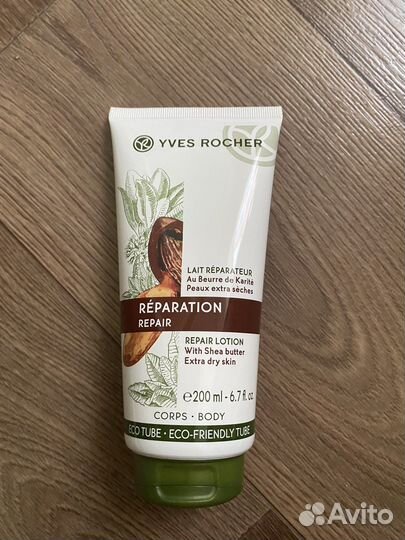 YVES ROCHER
LAIT RÉPARATEUR
Au Beurre de Karité
Peaux extra sèches
RÉPARATION
REPAIR
REPAIR LOTION
With Shea butter
Extra dry skin
℮200 ml - 6.7 fl. oz.
CORPS · BODY
ECO TUBE · ECO-FRIENDLY TUBE
Avito